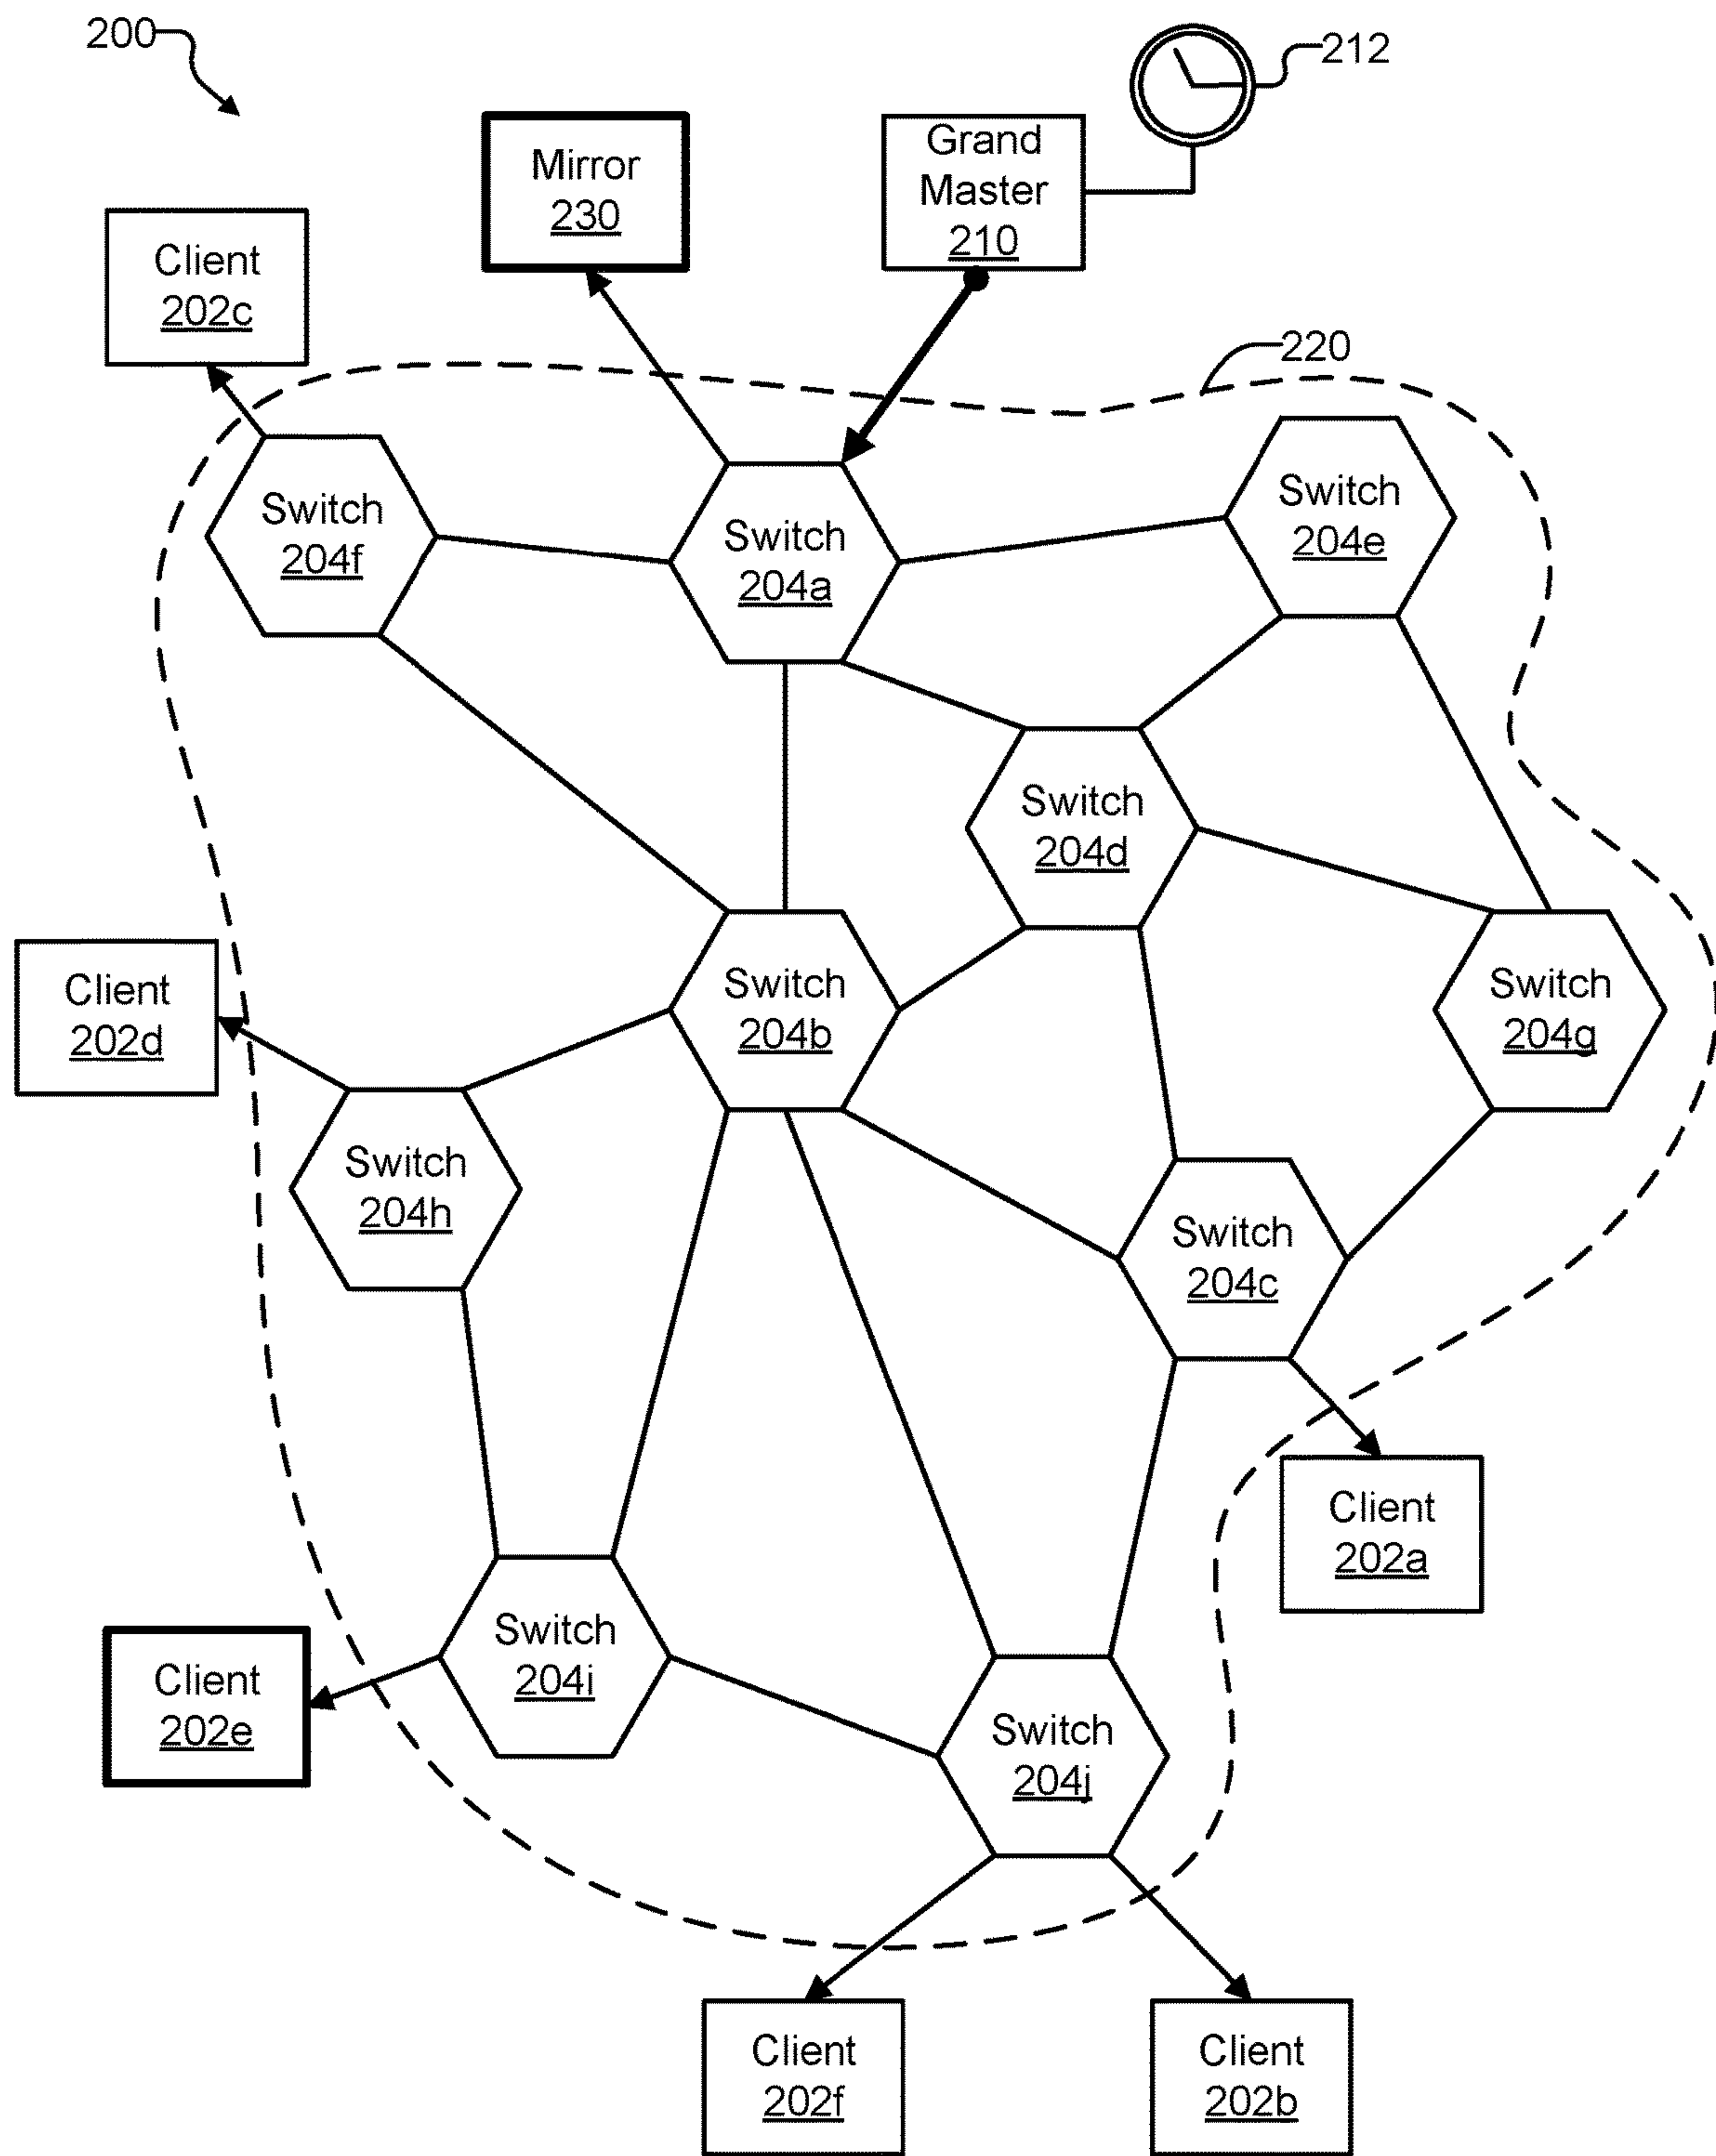 200
212
Grand
Master
210
Mirror
230
Client
202c
220
Switch
204e
Switch
204f
Switch
204a
Switch
204d
Client
202d
Switch
204b
Switch
204g
Switch
204h
Switch
204c
Client
202a
Switch
204i
Client
202e
Switch
204j
Client
202f
Client
202b